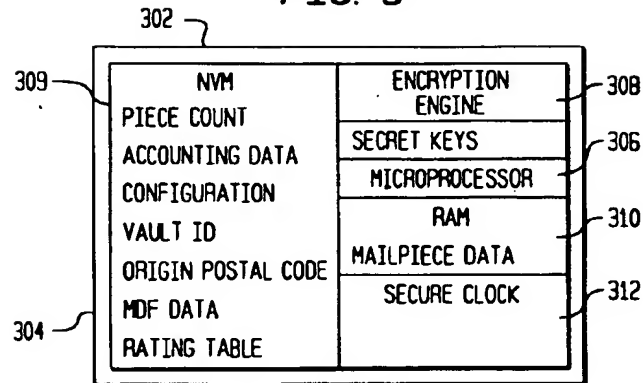 302
309
NVM
PIECE COUNT
ACCOUNTING DATA
CONFIGURATION
VAULT ID
ORIGIN POSTAL CODE
MDF DATA
RATING TABLE
304
ENCRYPTION
ENGINE
308
SECRET KEYS
306
MICROPROCESSOR
RAM
310
MAILPIECE DATA
SECURE CLOCK
312